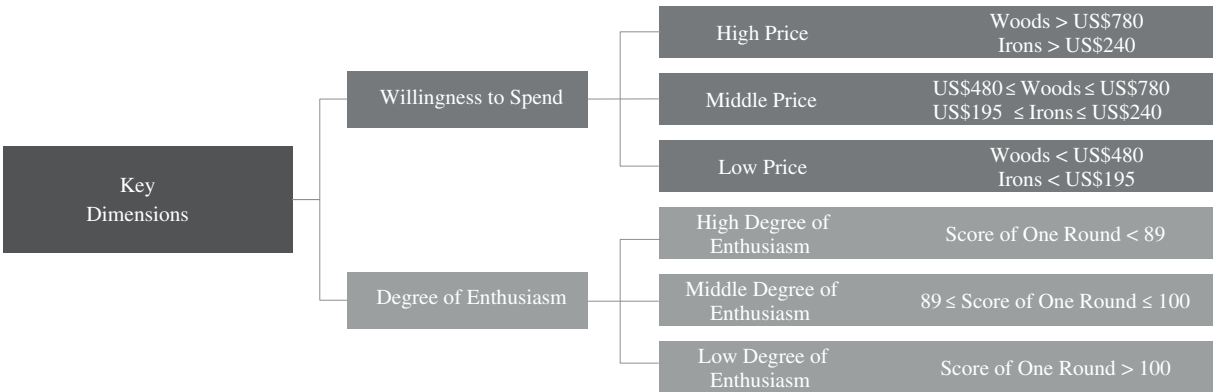 Key
Dimensions
Willingness to Spend
High Price
Woods > US$780
Irons > US$240
Middle Price
US$480 ≤ Woods ≤ US$780
US$195 ≤ Irons ≤ US$240
Low Price
Woods < US$480
Irons < US$195
Degree of Enthusiasm
High Degree of
Enthusiasm
Score of One Round < 89
Middle Degree of
Enthusiasm
89 ≤ Score of One Round ≤ 100
Low Degree of
Enthusiasm
Score of One Round > 100